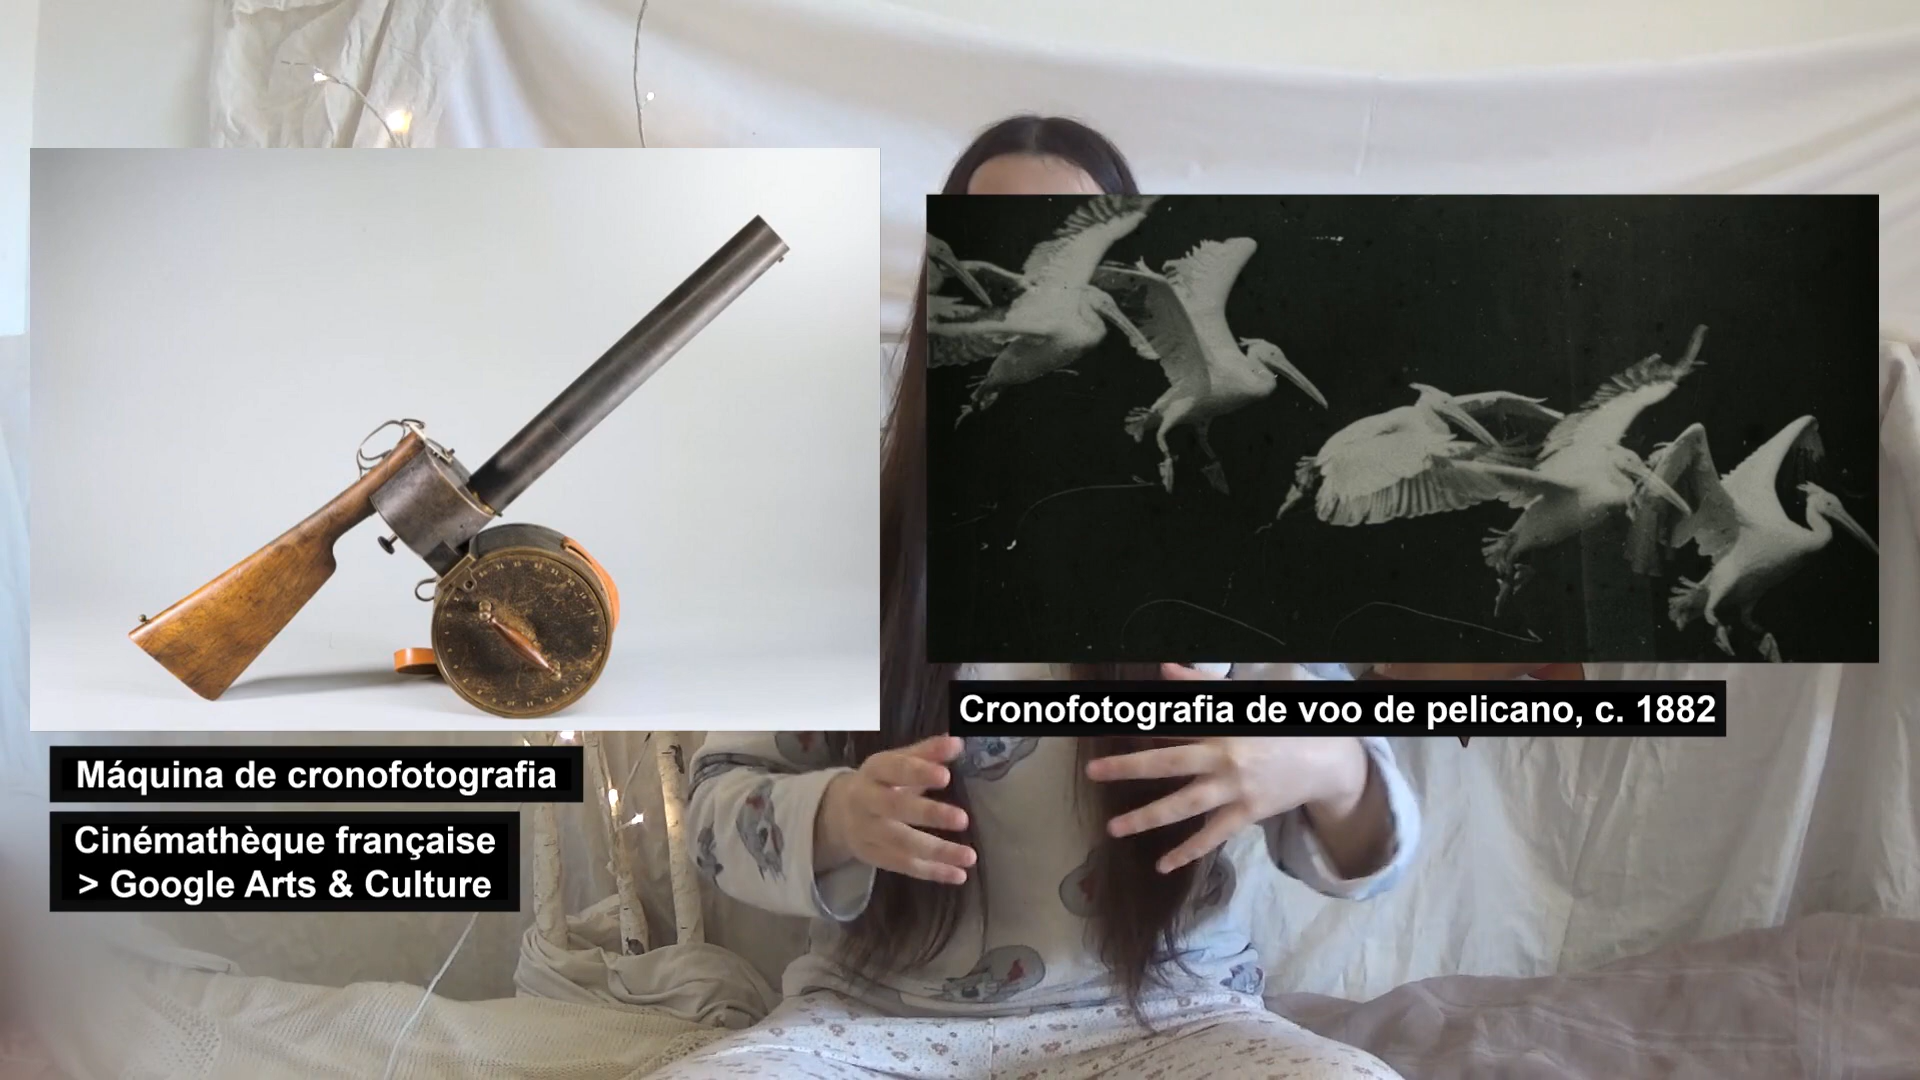 Máquina de cronofotografia
Cinémathèque française
> Google Arts & Culture
Cronofotografia de voo de pelicano, c. 1882